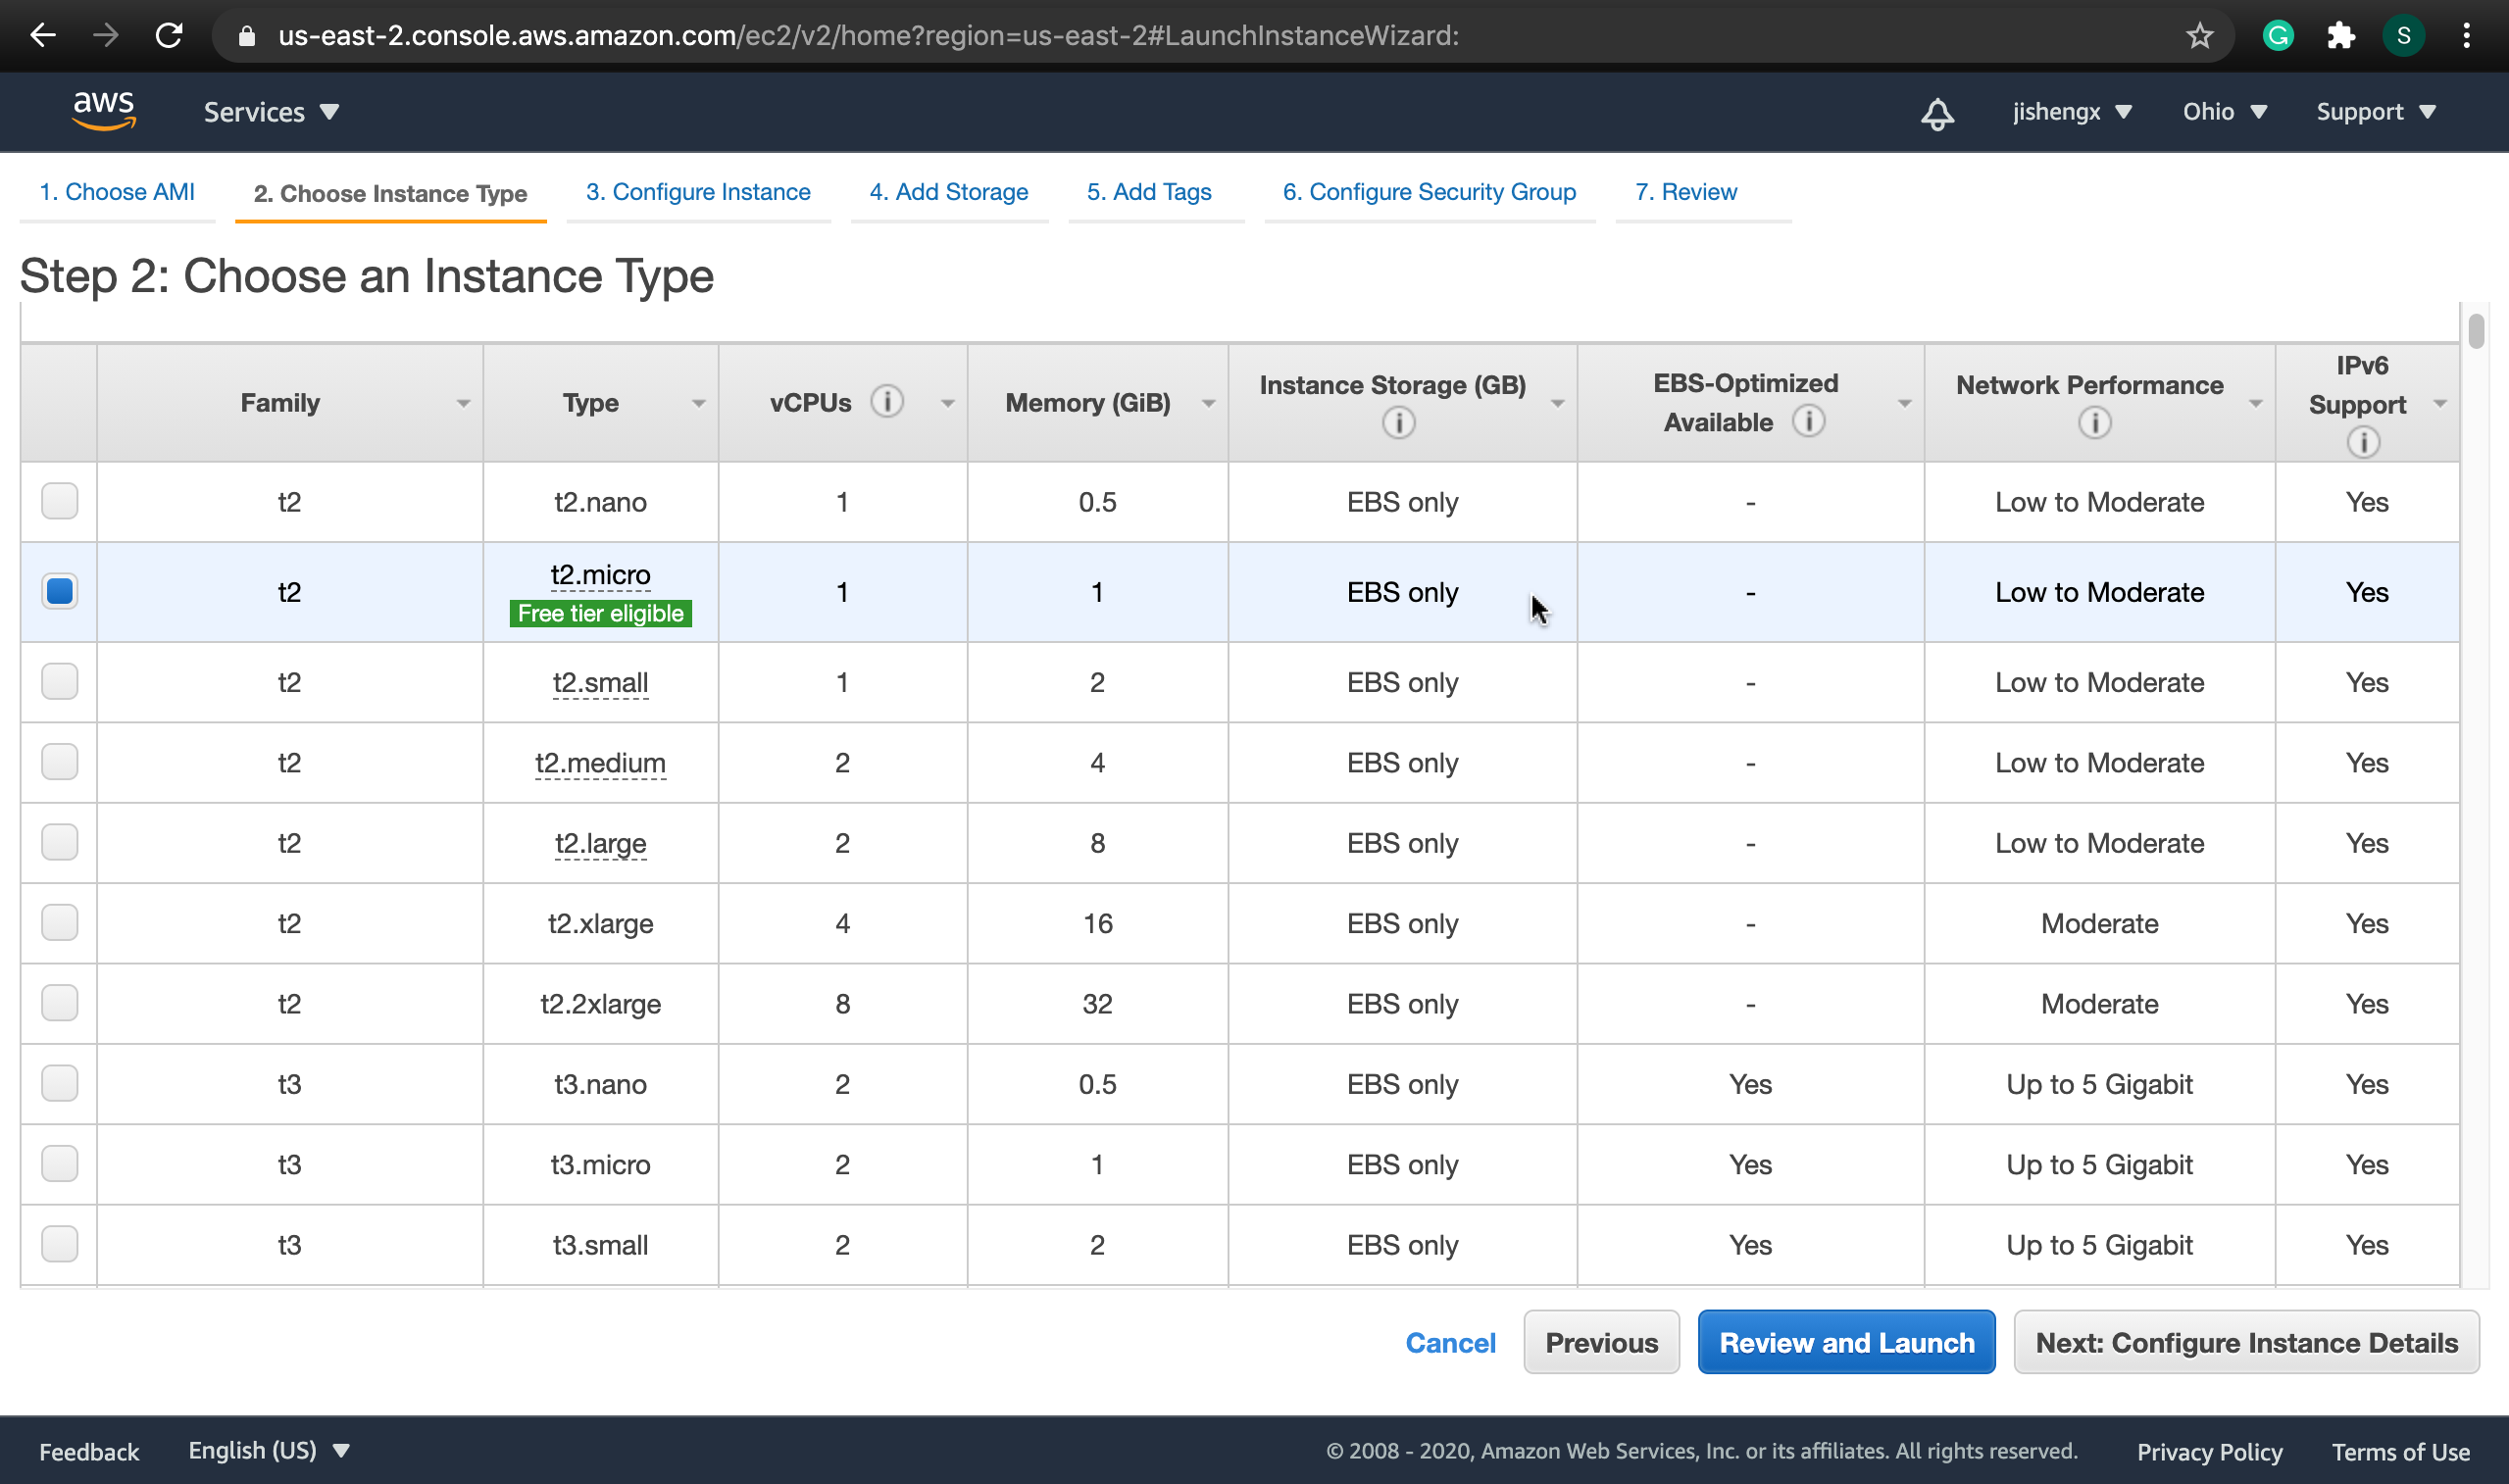 us-east-2.console.aws.amazon.com/ec2/v2/home?region=us-east-2#LaunchInstanceWizard:
S
aws Services jishengx Ohio Support
1. Choose AMI 2. Choose Instance Type 3. Configure Instance 4. Add Storage 5. Add Tags 6. Configure Security Group 7. Review
Step 2: Choose an Instance Type
Family Type vCPUs Memory (GiB) Instance Storage (GB) EBS-Optimized Available Network Performance IPv6 Support
t2 t2.nano 1 0.5 EBS only - Low to Moderate Yes
t2 t2.micro Free tier eligible 1 1 EBS only - Low to Moderate Yes
t2 t2.small 1 2 EBS only - Low to Moderate Yes
t2 t2.medium 2 4 EBS only - Low to Moderate Yes
t2 t2.large 2 8 EBS only - Low to Moderate Yes
t2 t2.xlarge 4 16 EBS only - Moderate Yes
t2 t2.2xlarge 8 32 EBS only - Moderate Yes
t3 t3.nano 2 0.5 EBS only Yes Up to 5 Gigabit Yes
t3 t3.micro 2 1 EBS only Yes Up to 5 Gigabit Yes
t3 t3.small 2 2 EBS only Yes Up to 5 Gigabit Yes
Cancel Previous Review and Launch Next: Configure Instance Details
Feedback English (US) © 2008 - 2020, Amazon Web Services, Inc. or its affiliates. All rights reserved. Privacy Policy Terms of Use